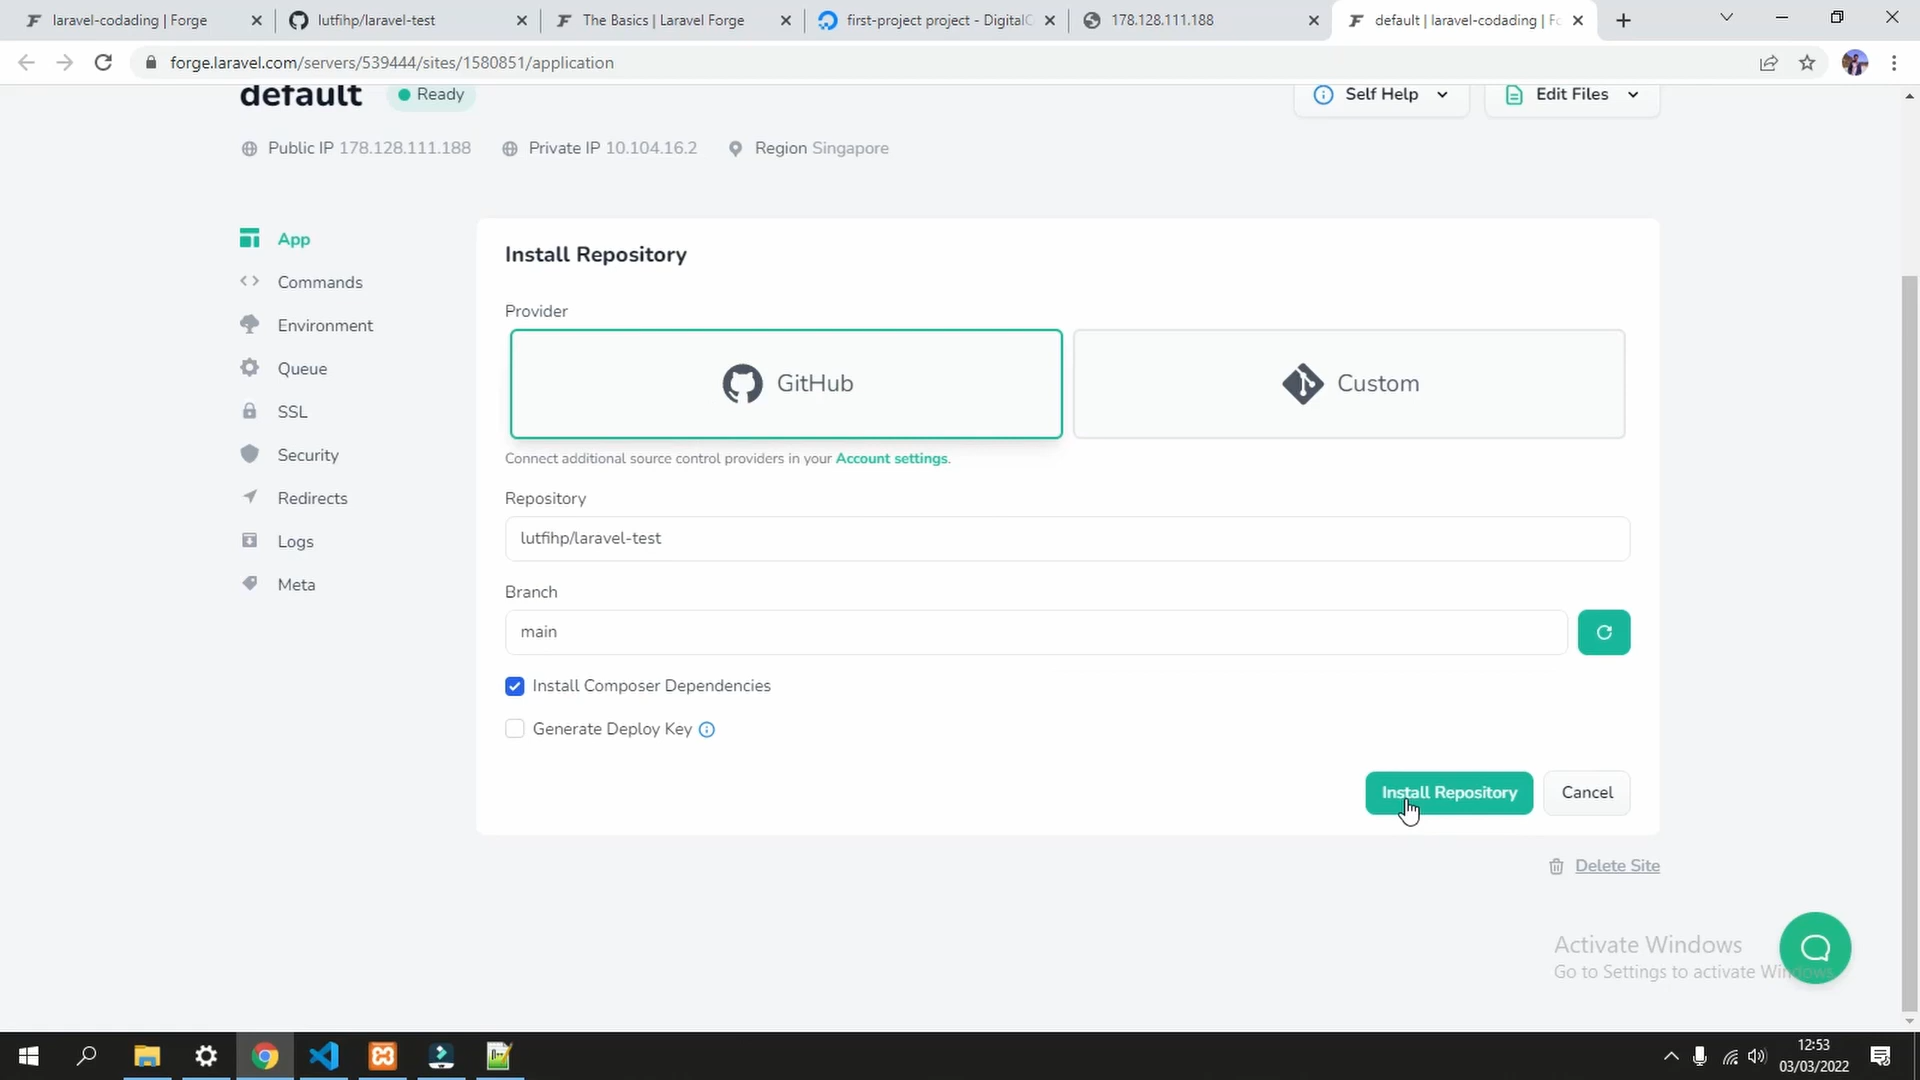 laravel-codading | Forge
lutfihp/laravel-test
The Basics | Laravel Forge
first-project project - DigitalO
178.128.111.188
default | laravel-codading | Fo
forge.laravel.com/servers/539444/sites/1580851/application
default
Ready
Self Help
Edit Files
Public IP 178.128.111.188
Private IP 10.104.16.2
Region Singapore
App
Commands
Environment
Queue
SSL
Security
Redirects
Logs
Meta
Install Repository
Provider
GitHub
Custom
Connect additional source control providers in your Account settings.
Repository
lutfihp/laravel-test
Branch
main
Install Composer Dependencies
Generate Deploy Key
Install Repository
Cancel
Delete Site
Activate Windows
Go to Settings to activate Windows.
12:53
03/03/2022